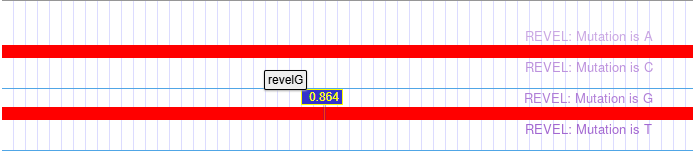 REVEL: Mutation is A
REVEL: Mutation is C
revelG
0.864
REVEL: Mutation is G
REVEL: Mutation is T